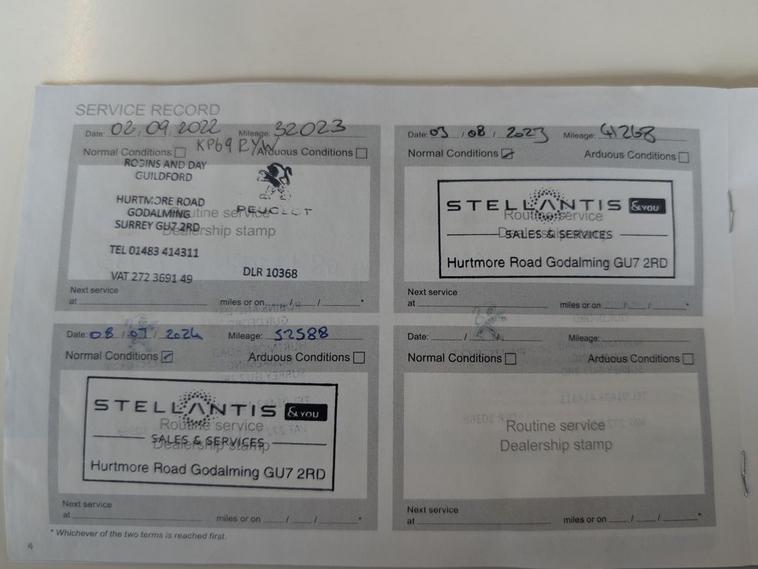 SERVICE RECORD
Date: 02.09.2022 Mileage: 32023
KP69 RYW
Normal Conditions Arduous Conditions
ROBINS AND DAY
GUILDFORD
PEUGEOT
HURTMORE ROAD
GODALMING
SURREY GU7 2RD
Routine service
Dealership stamp
TEL 01483 414311
VAT 272 3691 49 DLR 10368
Next service
at miles or on / / *
Date: 03/08/2023 Mileage: 41268
Normal Conditions Arduous Conditions
STELLANTIS &YOU
Routine service
Dealership stamp
SALES & SERVICES
Hurtmore Road Godalming GU7 2RD
Next service
at miles or on / / *
Date: 08/07/2024 Mileage: 52588
Normal Conditions Arduous Conditions
STELLANTIS &YOU
Routine service
Dealership stamp
SALES & SERVICES
Hurtmore Road Godalming GU7 2RD
Next service
at miles or on / / *
Date: / / Mileage:
Normal Conditions Arduous Conditions
Routine service
Dealership stamp
Next service
at miles or on / / *
* Whichever of the two terms is reached first.
4